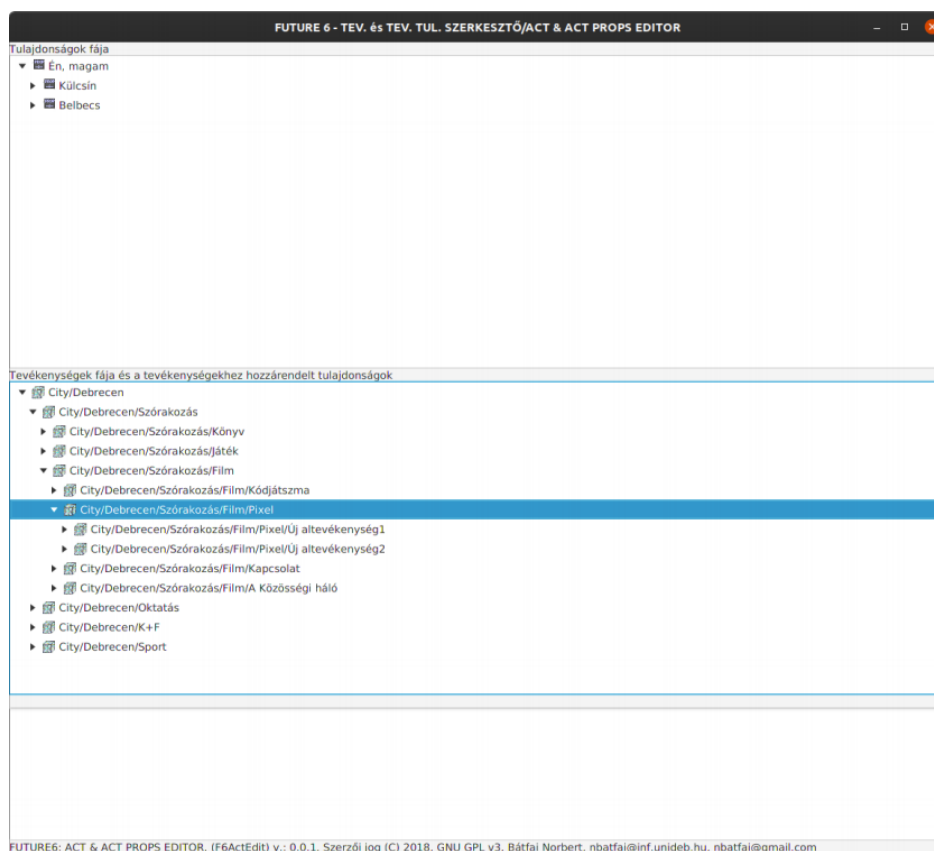 FUTURE 6 - TEV. és TEV. TUL. SZERKESZTŐ/ACT & ACT PROPS EDITOR
Tulajdonságok fája
Én, magam
Külcsín
Belbecs
Tevékenységek fája és a tevékenységekhez hozzárendelt tulajdonságok
City/Debrecen
City/Debrecen/Szórakozás
City/Debrecen/Szórakozás/Könyv
City/Debrecen/Szórakozás/Játék
City/Debrecen/Szórakozás/Film
City/Debrecen/Szórakozás/Film/Kódjátszma
City/Debrecen/Szórakozás/Film/Pixel
City/Debrecen/Szórakozás/Film/Pixel/Új altevékenység1
City/Debrecen/Szórakozás/Film/Pixel/Új altevékenység2
City/Debrecen/Szórakozás/Film/Kapcsolat
City/Debrecen/Szórakozás/Film/A Közösségi háló
City/Debrecen/Oktatás
City/Debrecen/K+F
City/Debrecen/Sport
FUTURE6: ACT & ACT PROPS EDITOR, (F6ActEdit) v.: 0.0.1, Szerzői jog (C) 2018, GNU GPL v3, Bátfai Norbert, nbatfai@inf.unideb.hu, nbatfai@gmail.com